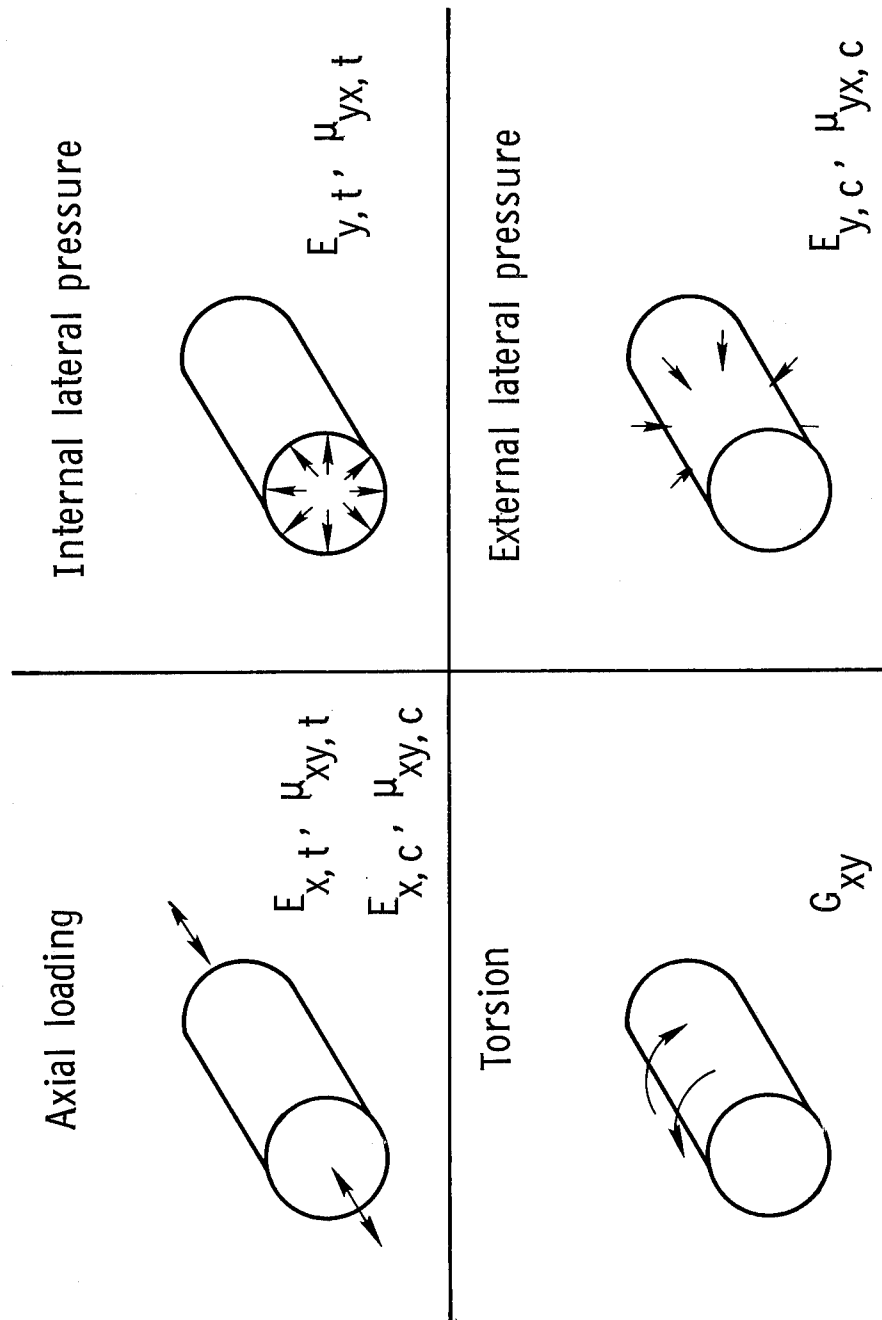 Axial loading
E_x, t' μ_xy, t
E_x, c' μ_xy, c
Internal lateral pressure
E_y, t' μ_yx, t
Torsion
G_xy
External lateral pressure
E_y, c' μ_yx, c